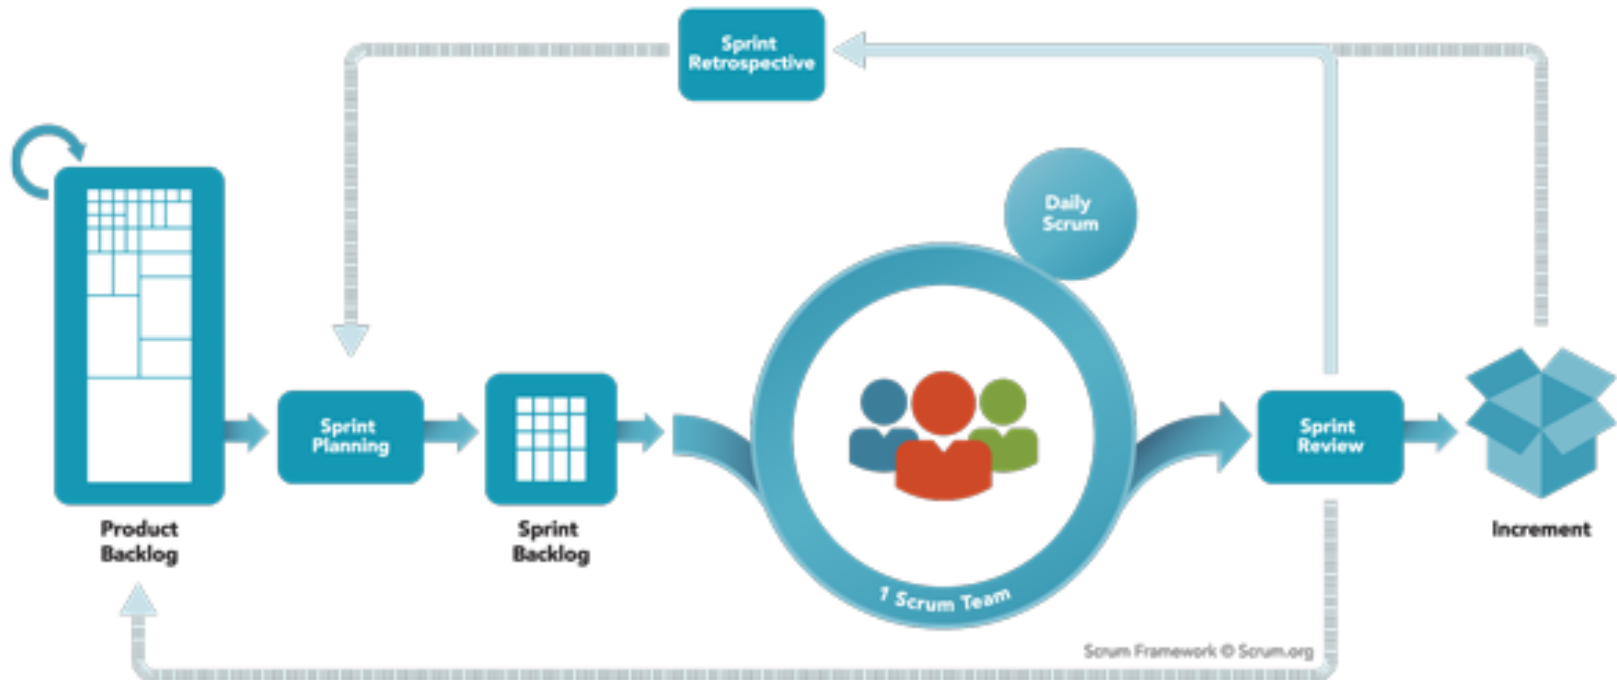 Sprint
Retrospective
Daily
Scrum
Sprint
Planning
Sprint
Review
Product
Backlog
Sprint
Backlog
Increment
1 Scrum Team
Scrum Framework © Scrum.org